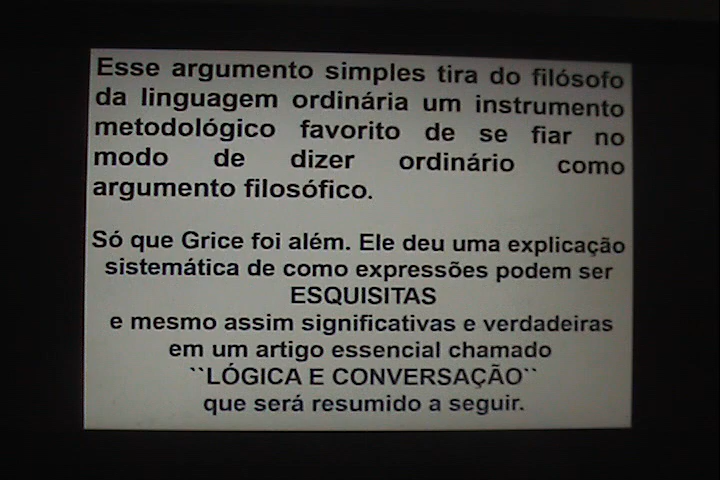 Esse argumento simples tira do filósofo
da linguagem ordinária um instrumento
metodológico favorito de se fiar no
modo de dizer ordinário como
argumento filosófico.
Só que Grice foi além. Ele deu uma explicação
sistemática de como expressões podem ser
ESQUISITAS
e mesmo assim significativas e verdadeiras
em um artigo essencial chamado
``LÓGICA E CONVERSAÇÃO``
que será resumido a seguir.